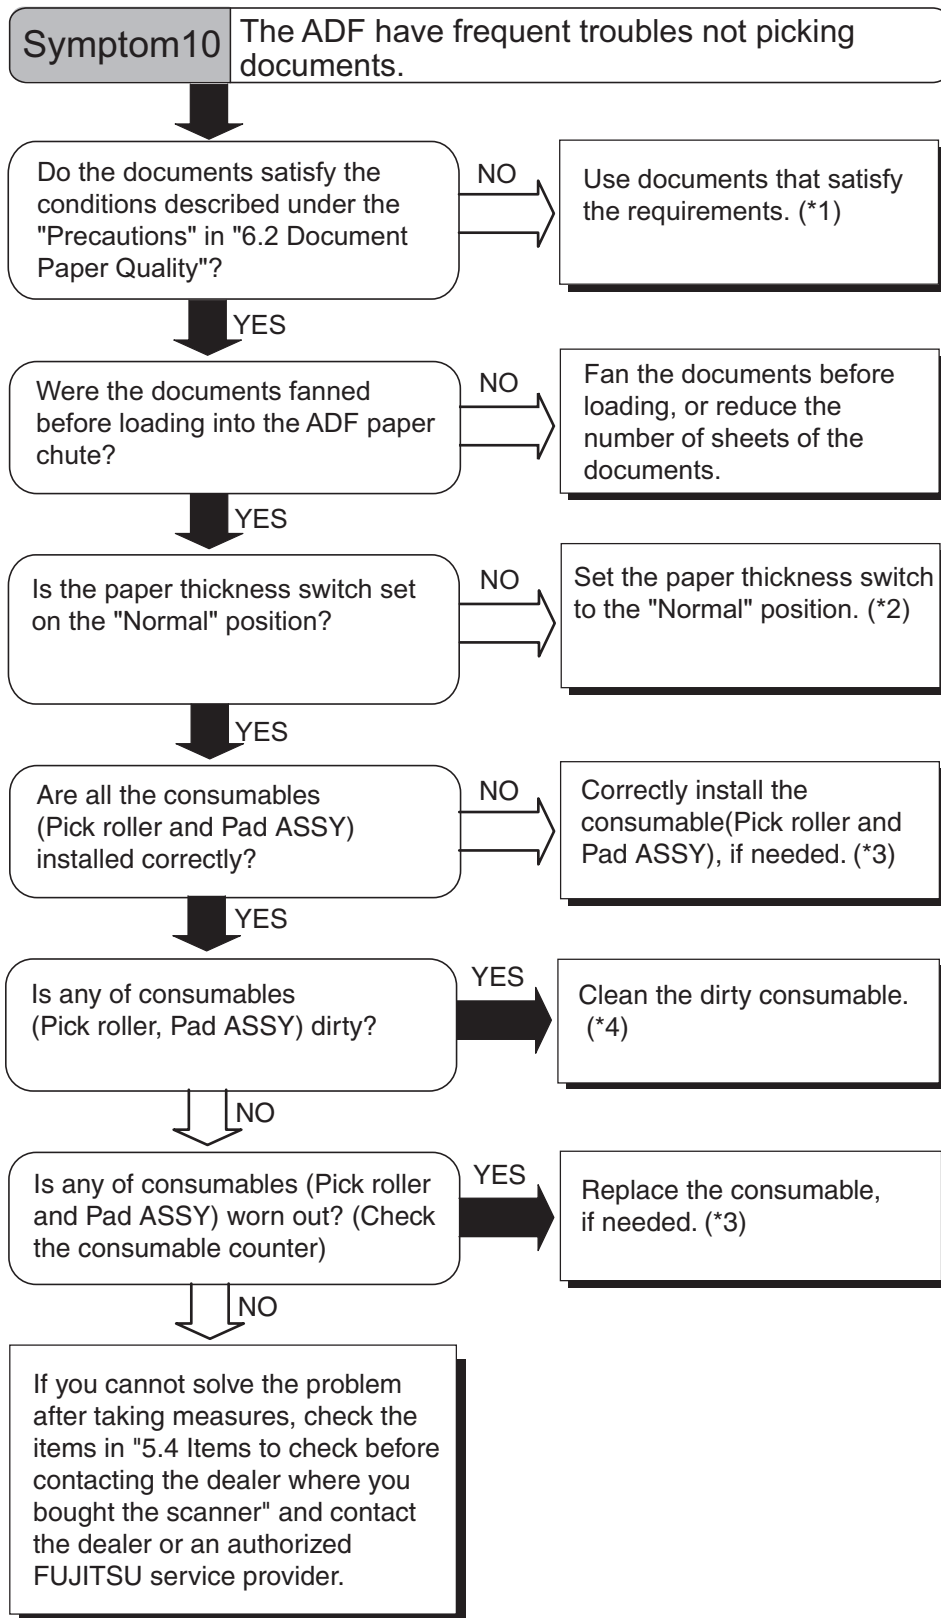 Symptom10
The ADF have frequent troubles not picking
documents.
Do the documents satisfy the
conditions described under the
"Precautions" in "6.2 Document
Paper Quality"?
NO
Use documents that satisfy
the requirements. (*1)
YES
Were the documents fanned
before loading into the ADF paper
chute?
NO
Fan the documents before
loading, or reduce the
number of sheets of the
documents.
YES
Is the paper thickness switch set
on the "Normal" position?
NO
Set the paper thickness switch
to the "Normal" position. (*2)
YES
Are all the consumables
(Pick roller and Pad ASSY)
installed correctly?
NO
Correctly install the
consumable(Pick roller and
Pad ASSY), if needed. (*3)
YES
Is any of consumables
(Pick roller, Pad ASSY) dirty?
YES
Clean the dirty consumable.
(*4)
NO
Is any of consumables (Pick roller
and Pad ASSY) worn out? (Check
the consumable counter)
YES
Replace the consumable,
if needed. (*3)
NO
If you cannot solve the problem
after taking measures, check the
items in "5.4 Items to check before
contacting the dealer where you
bought the scanner" and contact
the dealer or an authorized
FUJITSU service provider.